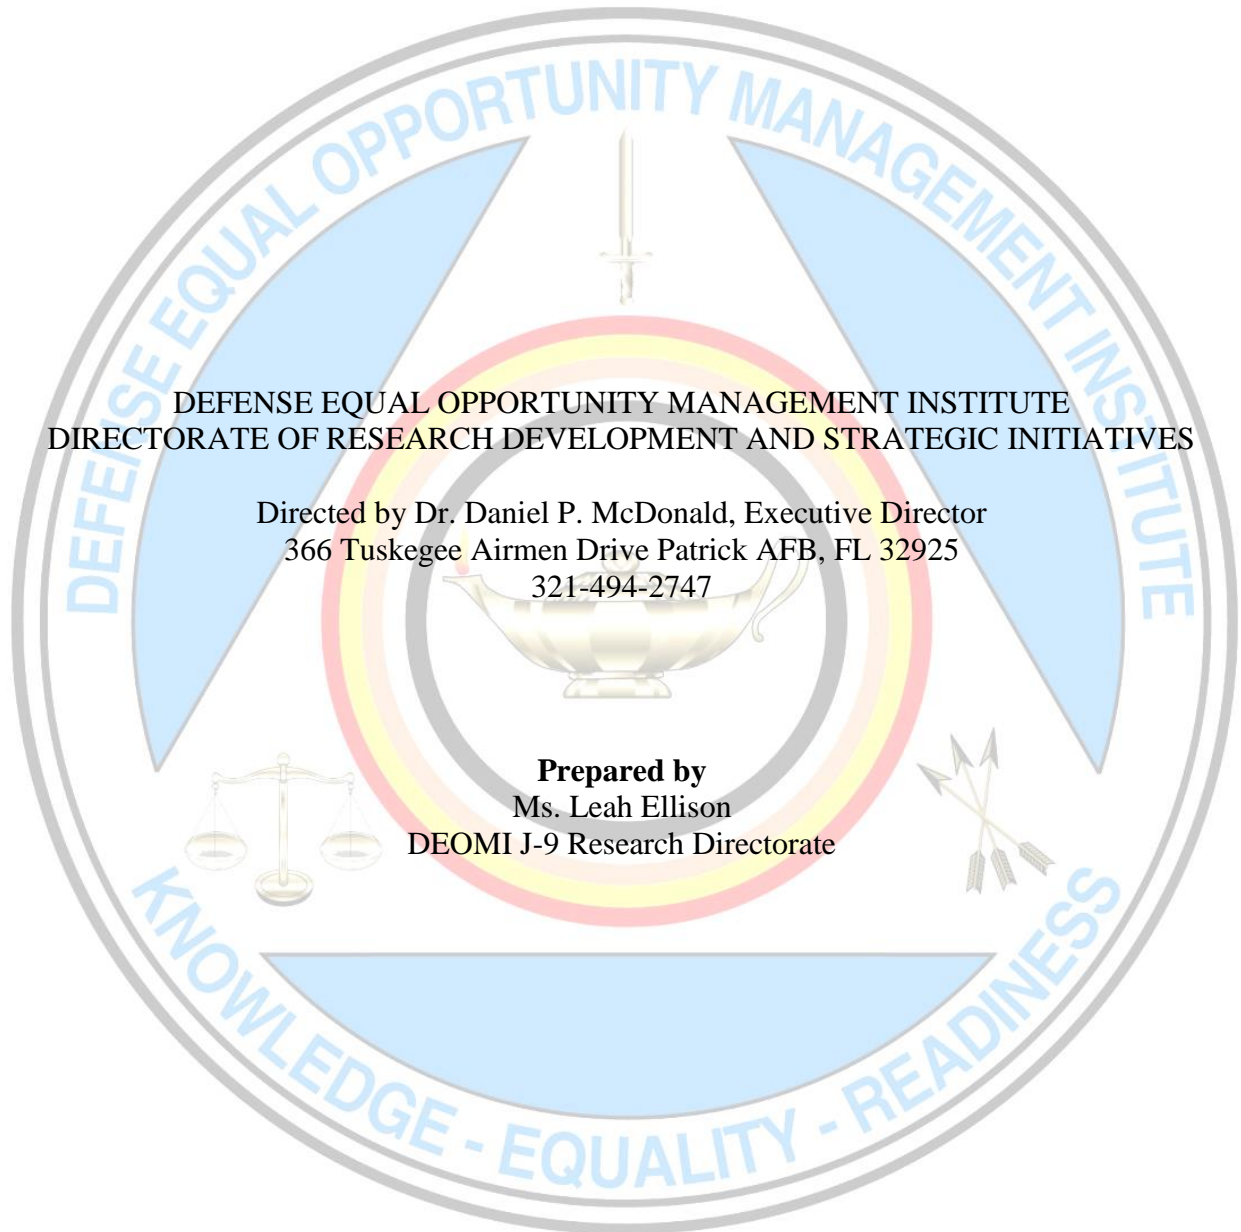 DEFENSE EQUAL OPPORTUNITY MANAGEMENT INSTITUTE
DEFENSE EQUAL OPPORTUNITY MANAGEMENT INSTITUTE
DIRECTORATE OF RESEARCH DEVELOPMENT AND STRATEGIC INITIATIVES
Directed by Dr. Daniel P. McDonald, Executive Director
366 Tuskegee Airmen Drive Patrick AFB, FL 32925
321-494-2747
Prepared by
Ms. Leah Ellison
DEOMI J-9 Research Directorate
KNOWLEDGE - EQUALITY - READINESS